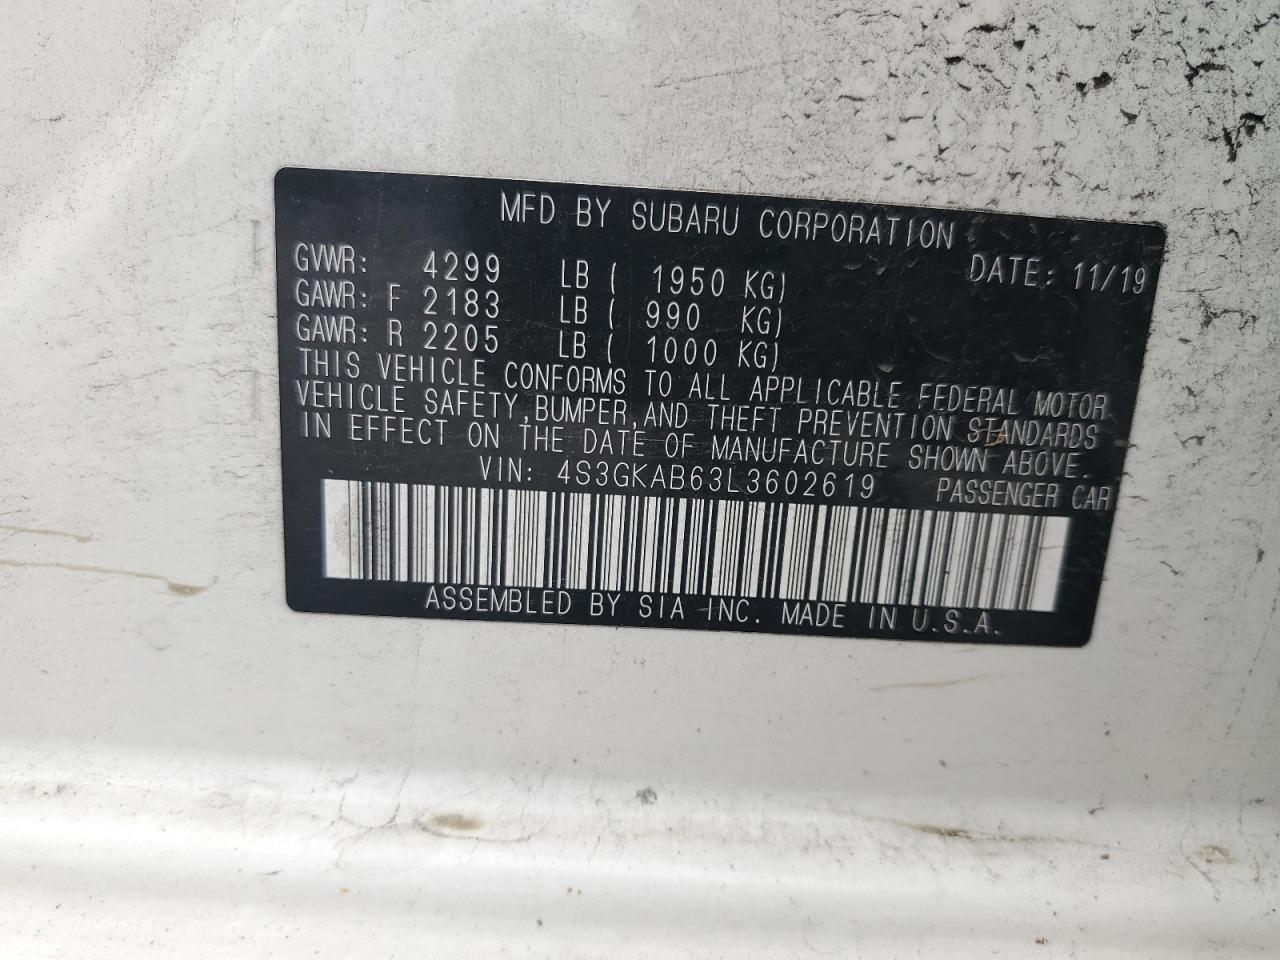 MFD BY SUBARU CORPORATION
GVWR: 4299 LB ( 1950 KG) DATE: 11/19
GAWR: F 2183 LB ( 990 KG)
GAWR: R 2205 LB ( 1000 KG)
THIS VEHICLE CONFORMS TO ALL APPLICABLE FEDERAL MOTOR
VEHICLE SAFETY, BUMPER, AND THEFT PREVENTION STANDARDS
IN EFFECT ON THE DATE OF MANUFACTURE SHOWN ABOVE.
VIN: 4S3GKAB63L3602619 PASSENGER CAR
ASSEMBLED BY SIA INC. MADE IN U.S.A.